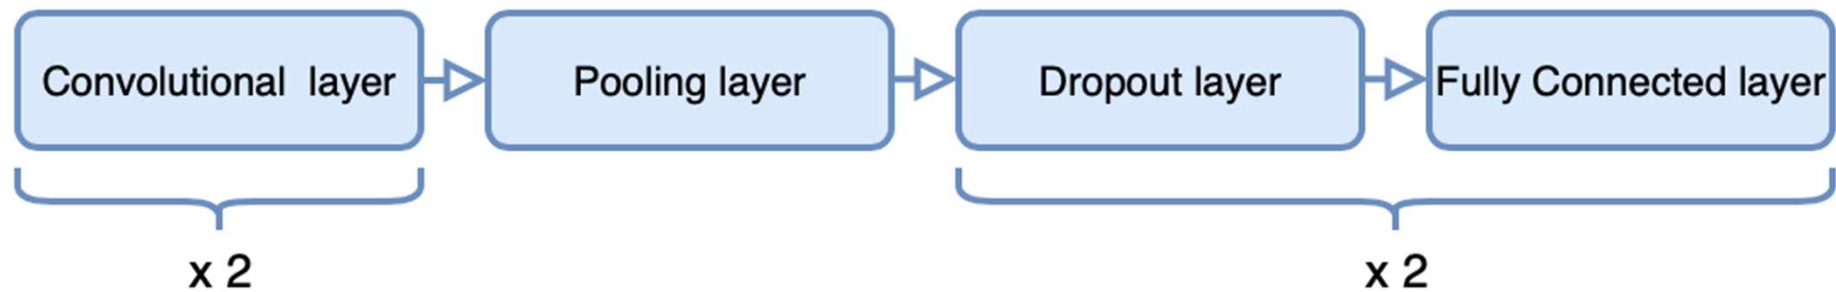 Convolutional layer
Pooling layer
Dropout layer
Fully Connected layer
x 2
x 2